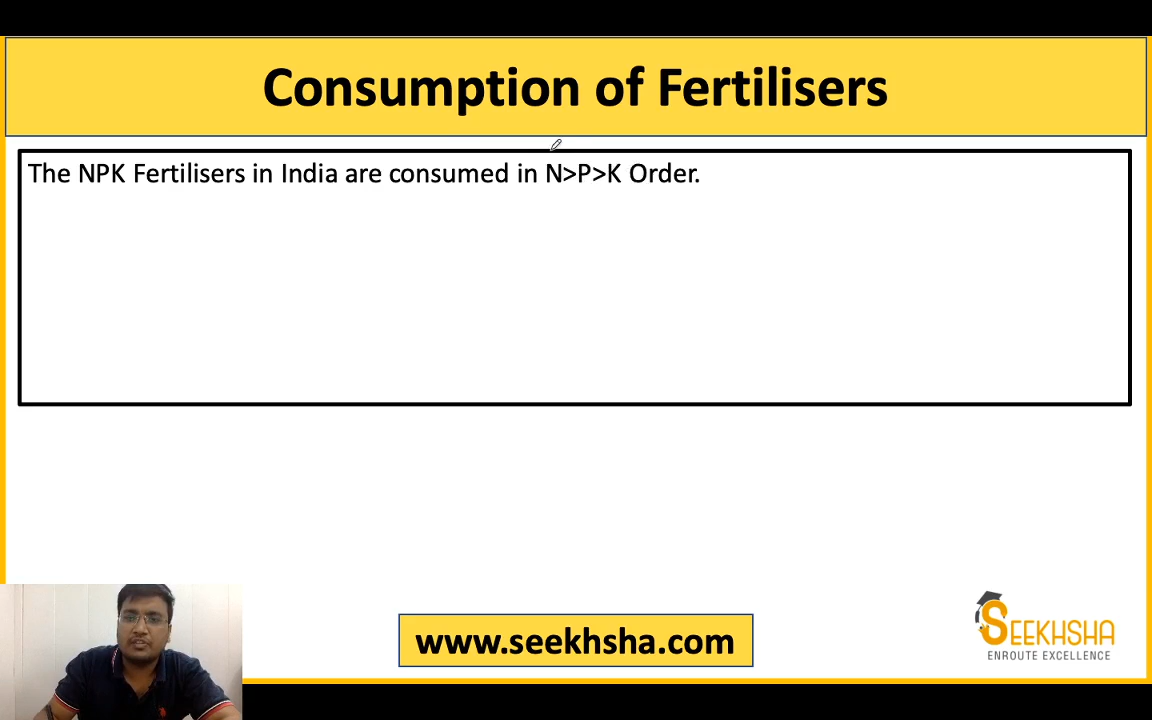 Consumption of Fertilisers
The NPK Fertilisers in India are consumed in N>P>K Order.
www.seekhsha.com
SEEKHSHA
ENROUTE EXCELLENCE